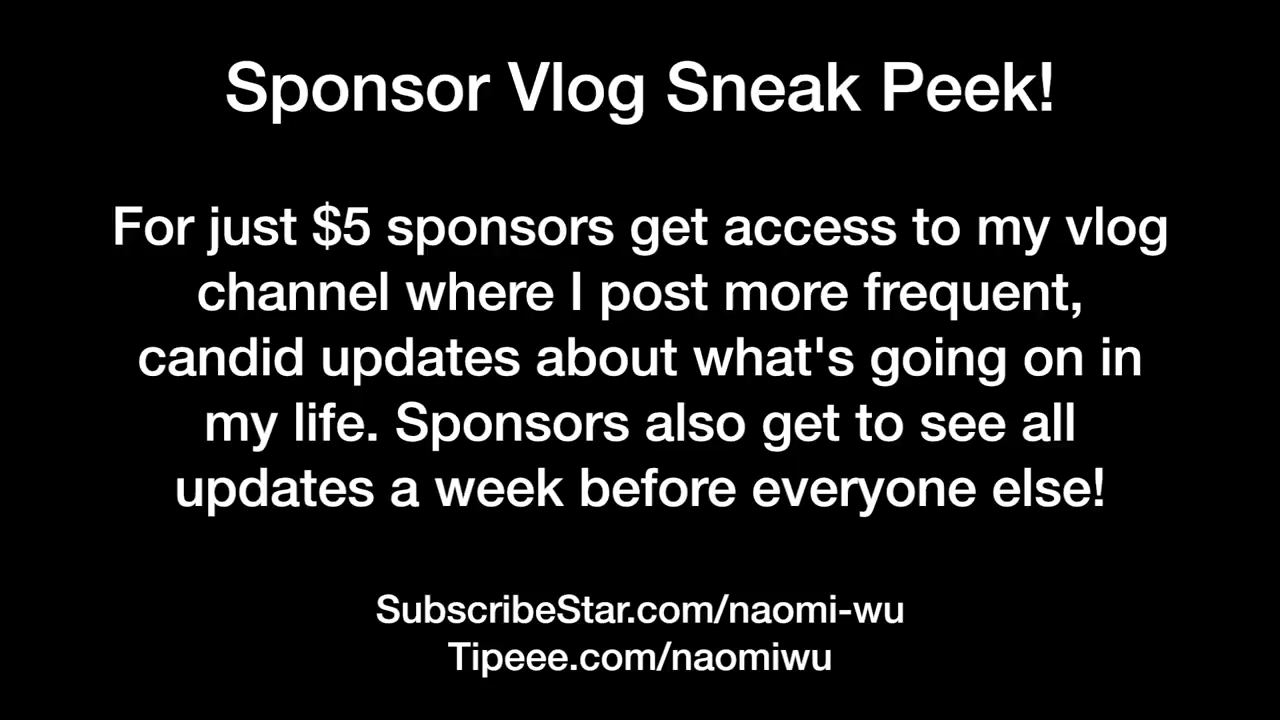 Sponsor Vlog Sneak Peek!
For just $5 sponsors get access to my vlog
channel where I post more frequent,
candid updates about what's going on in
my life. Sponsors also get to see all
updates a week before everyone else!
SubscribeStar.com/naomi-wu
Tipeee.com/naomiwu